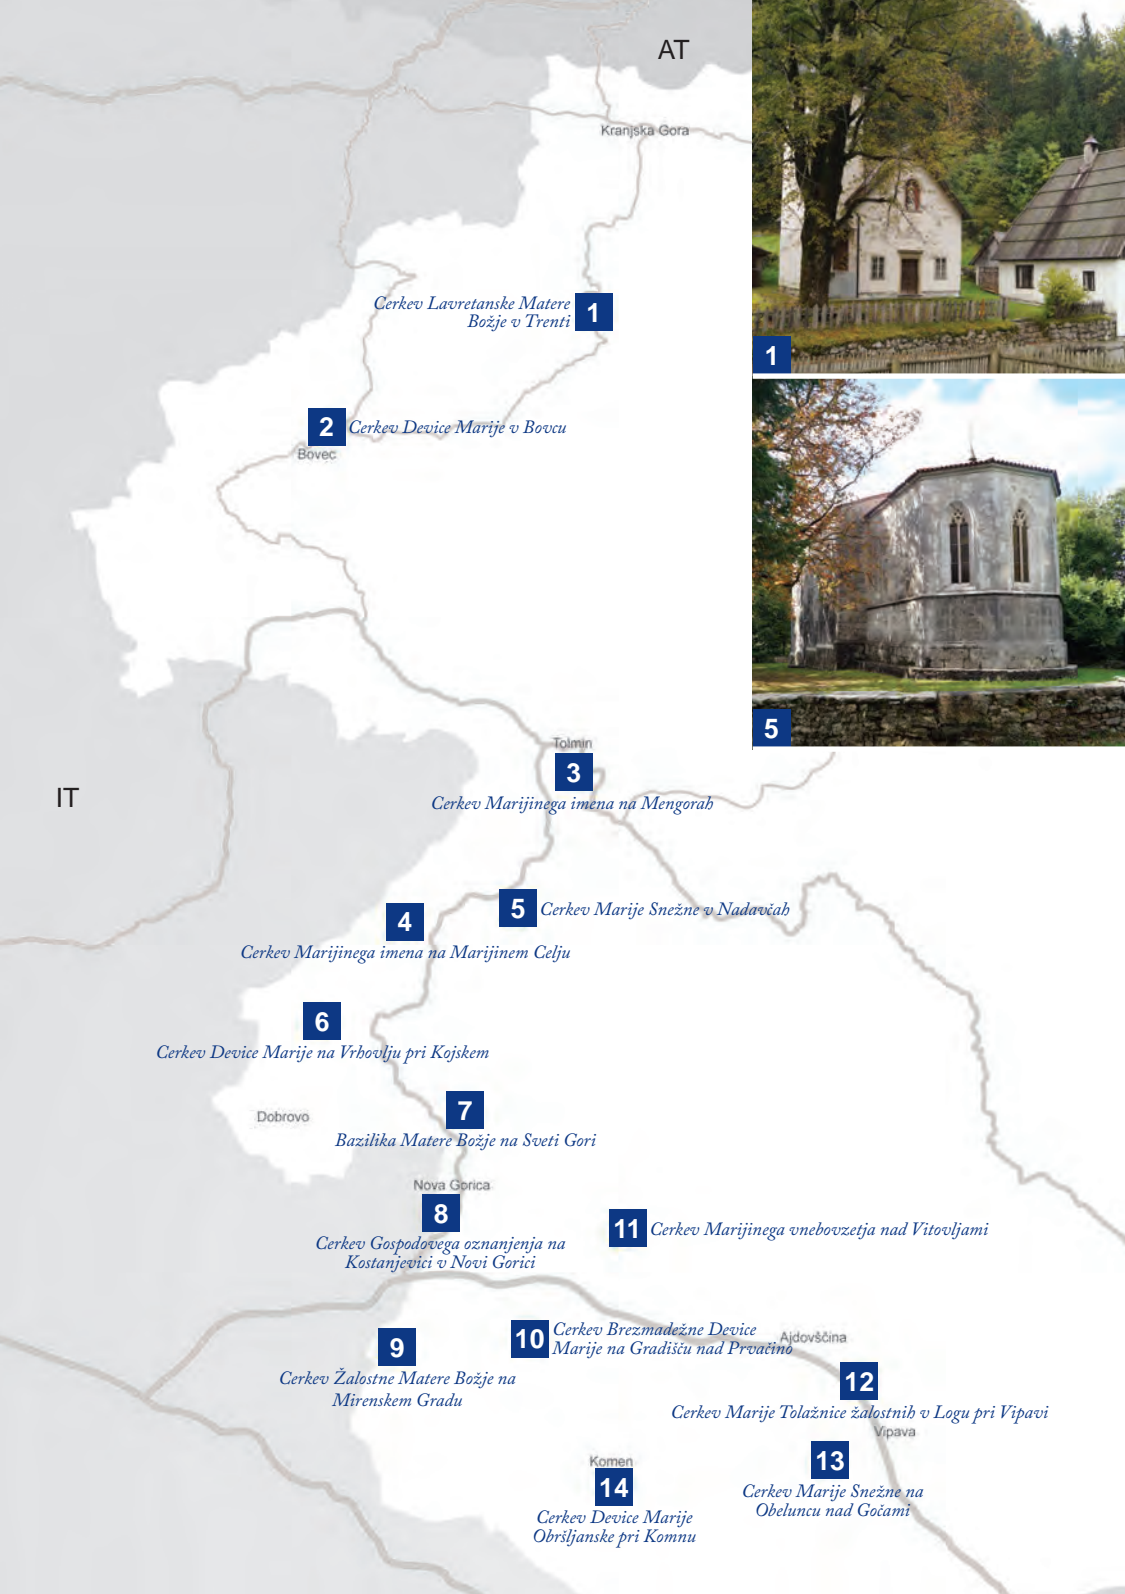 AT
Kranjska Gora
1
Cerkev Lavretanske Matere
Božje v Trenti
1
2
Cerkev Device Marije v Bovcu
Bovec
5
Tolmin
3
Cerkev Marijinega imena na Mengorah
IT
5
Cerkev Marije Snežne v Nadavčah
4
Cerkev Marijinega imena na Marijinem Celju
6
Cerkev Device Marije na Vrhovlju pri Kojskem
Dobrovo
7
Bazilika Matere Božje na Sveti Gori
Nova Gorica
8
Cerkev Gospodovega oznanjenja na
Kostanjevici v Novi Gorici
11
Cerkev Marijinega vnebovzetja nad Vitovljami
9
Cerkev Žalostne Matere Božje na
Mirenskem Gradu
10
Cerkev Brezmadežne Device
Marije na Gradišču nad Prvačino
Ajdovščina
12
Cerkev Marije Tolažnice žalostnih v Logu pri Vipavi
Vipava
13
Cerkev Marije Snežne na
Obeluncu nad Gočami
Komen
14
Cerkev Device Marije
Obršljanske pri Komnu